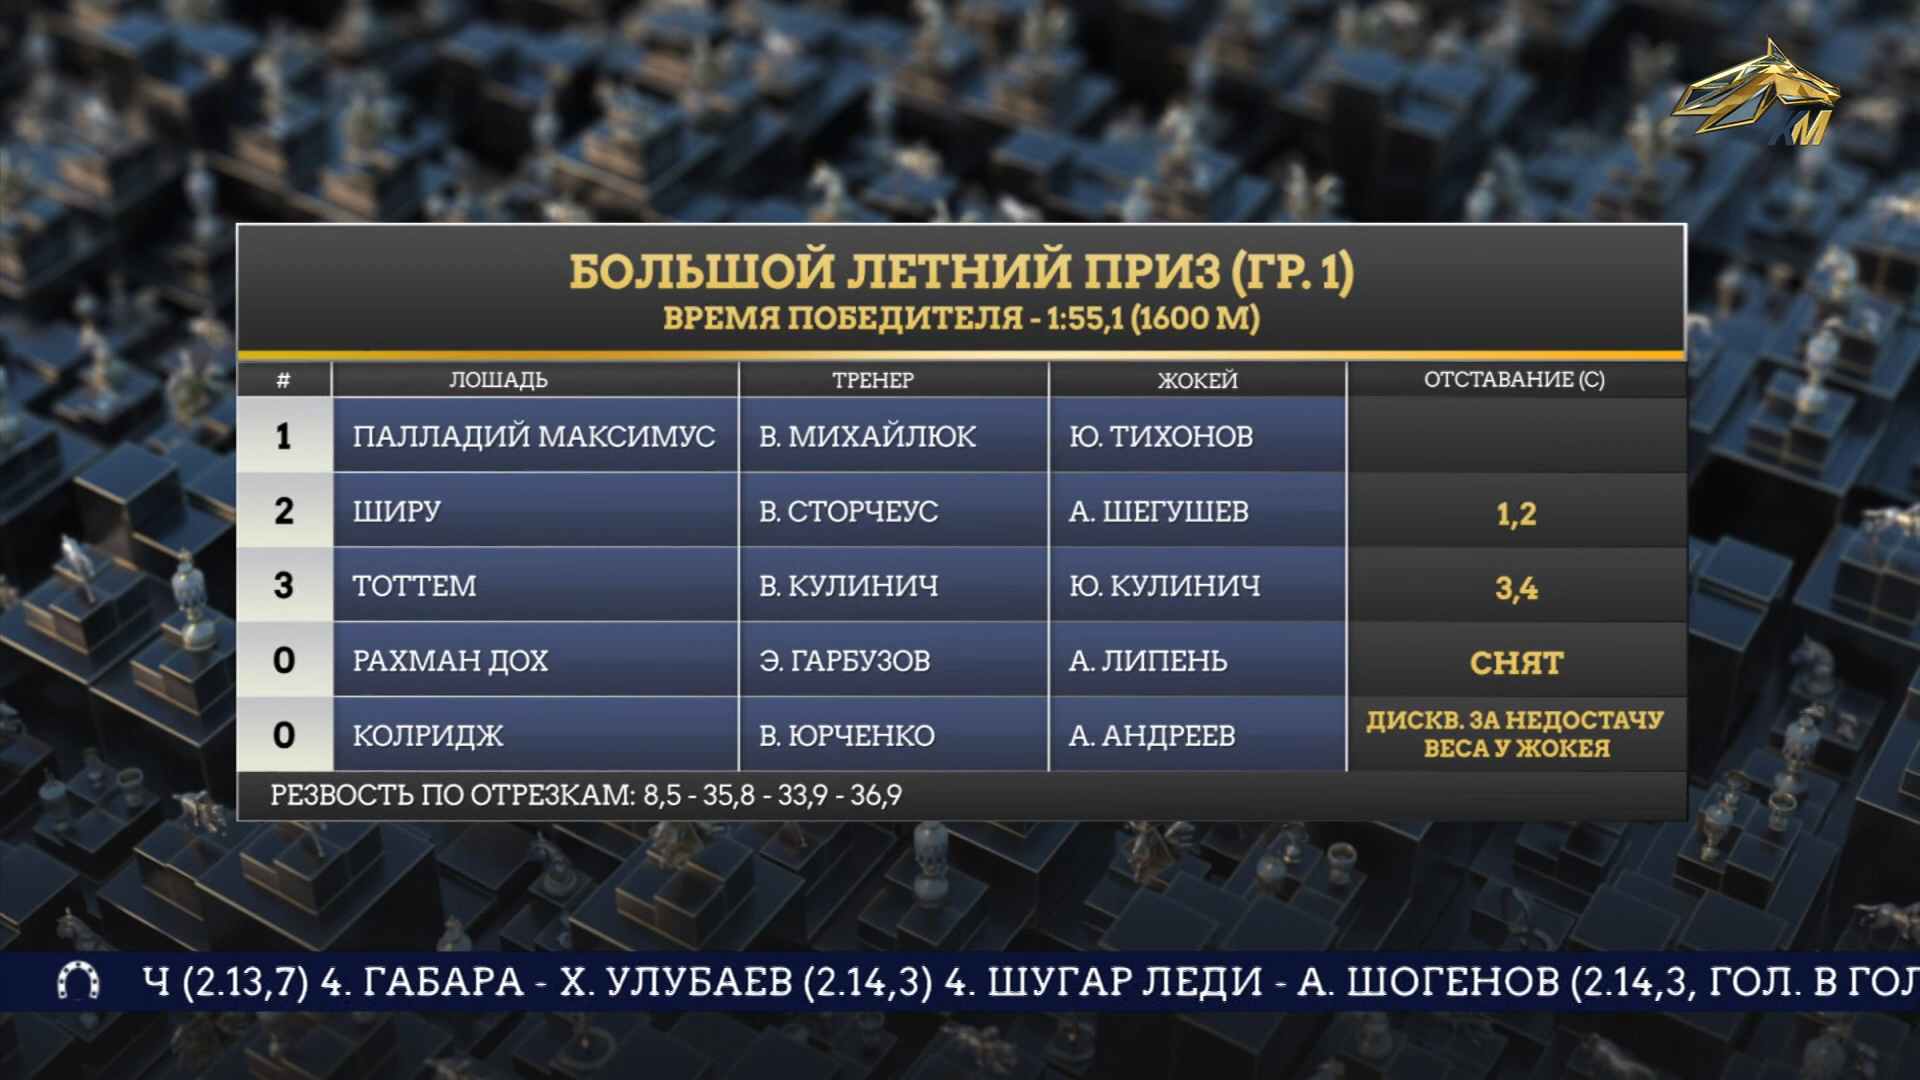 КМ
БОЛЬШОЙ ЛЕТНИЙ ПРИЗ (ГР. 1)
ВРЕМЯ ПОБЕДИТЕЛЯ - 1:55,1 (1600 М)
# ЛОШАДЬ ТРЕНЕР ЖОКЕЙ ОТСТАВАНИЕ (С)
1 ПАЛЛАДИЙ МАКСИМУС В. МИХАЙЛЮК Ю. ТИХОНОВ
2 ШИРУ В. СТОРЧЕУС А. ШЕГУШЕВ 1,2
3 ТОТТЕМ В. КУЛИНИЧ Ю. КУЛИНИЧ 3,4
0 РАХМАН ДОХ Э. ГАРБУЗОВ А. ЛИПЕНЬ СНЯТ
0 КОЛРИДЖ В. ЮРЧЕНКО А. АНДРЕЕВ ДИСКВ. ЗА НЕДОСТАЧУ
ВЕСА У ЖОКЕЯ
РЕЗВОСТЬ ПО ОТРЕЗКАМ: 8,5 - 35,8 - 33,9 - 36,9
Ч (2.13,7) 4. ГАБАРА - Х. УЛУБАЕВ (2.14,3) 4. ШУГАР ЛЕДИ - А. ШОГЕНОВ (2.14,3, ГОЛ. В ГОЛ